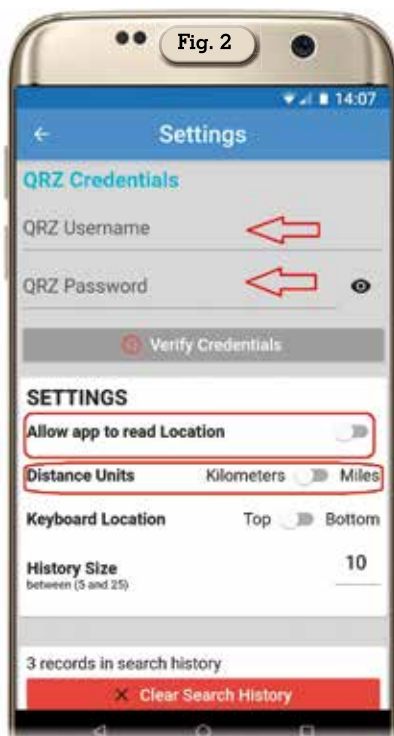 Fig. 2
14:07
Settings
QRZ Credentials
QRZ Username
QRZ Password
Verify Credentials
SETTINGS
Allow app to read Location
Distance Units Kilometers Miles
Keyboard Location Top Bottom
History Size 10
between (5 and 25)
3 records in search history
Clear Search History